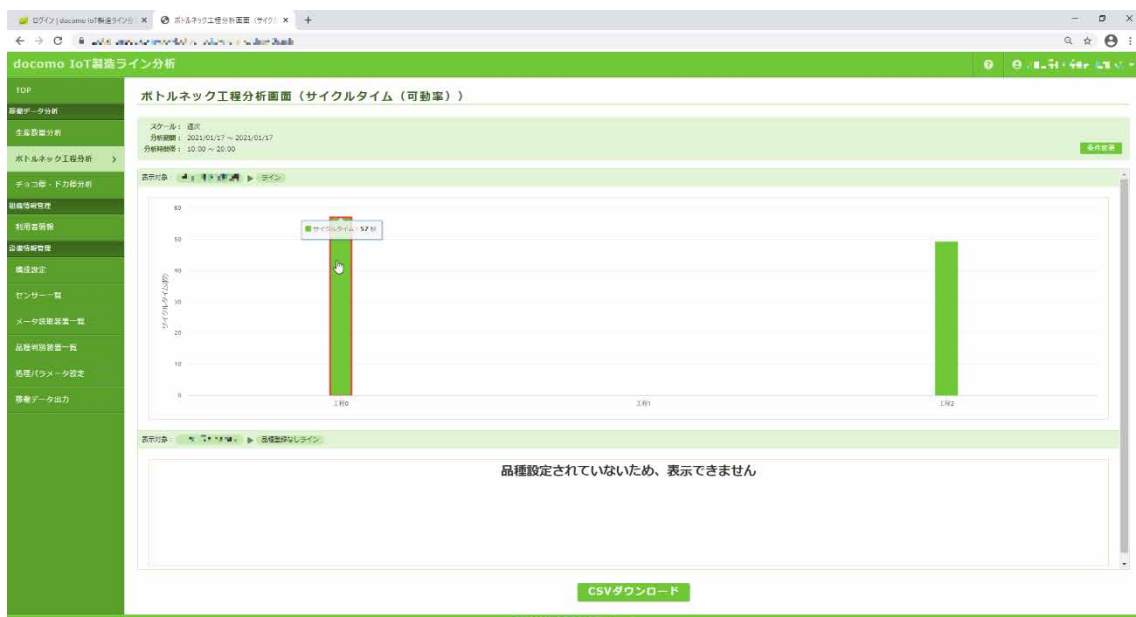 ログイン | docomo IoT製造ライン分
ボトルネック工程分析画面（サイク
docomo IoT製造ライン分析
TOP
稼働データ分析
生産数量分析
ボトルネック工程分析
チョコ停・ドカ停分析
組織情報管理
利用者情報
設備情報管理
構成設定
センサー一覧
メータ読取装置一覧
品種判別装置一覧
処理パラメータ設定
稼働データ出力
ボトルネック工程分析画面（サイクルタイム（可動率））
スケール： 週次
分析期間： 2021/01/17 ～ 2021/01/17
分析時間帯： 10:00 ～ 20:00
条件変更
表示対象：
ライン
サイクルタイム(秒)
60
50
40
30
20
10
0
サイクルタイム : 57 秒
工程0
工程1
工程2
表示対象：
品種登録なしライン
品種設定されていないため、表示できません
CSVダウンロード